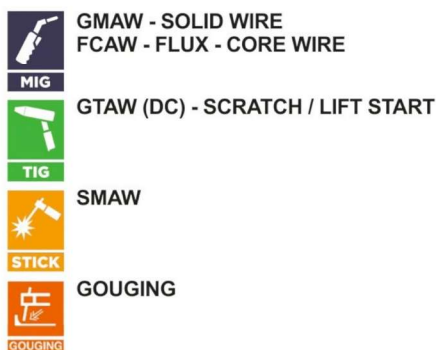 GMAW - SOLID WIRE
FCAW - FLUX - CORE WIRE
MIG
GTAW (DC) - SCRATCH / LIFT START
TIG
SMAW
STICK
GOUGING
GOUGING